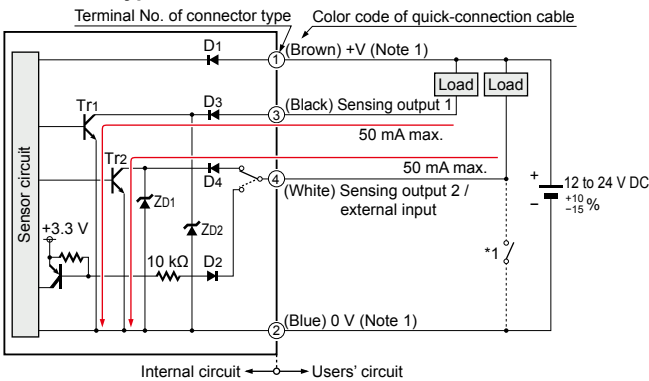 Terminal No. of connector type
Color code of quick-connection cable
D1
1
(Brown) +V (Note 1)
Load
Load
Tr1
D3
3
(Black) Sensing output 1
50 mA max.
Tr2
50 mA max.
D4
4
(White) Sensing output 2 /
external input
Sensor circuit
ZD1
ZD2
+
−
12 to 24 V DC
+10
−15 %
+3.3 V
*1
10 kΩ
D2
2
(Blue) 0 V (Note 1)
Internal circuit
Users' circuit